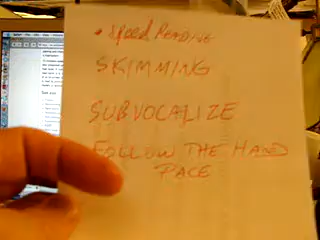 • Speed Reading
SKIMMING
SUBVOCALIZE
FOLLOW THE HAND
PACE